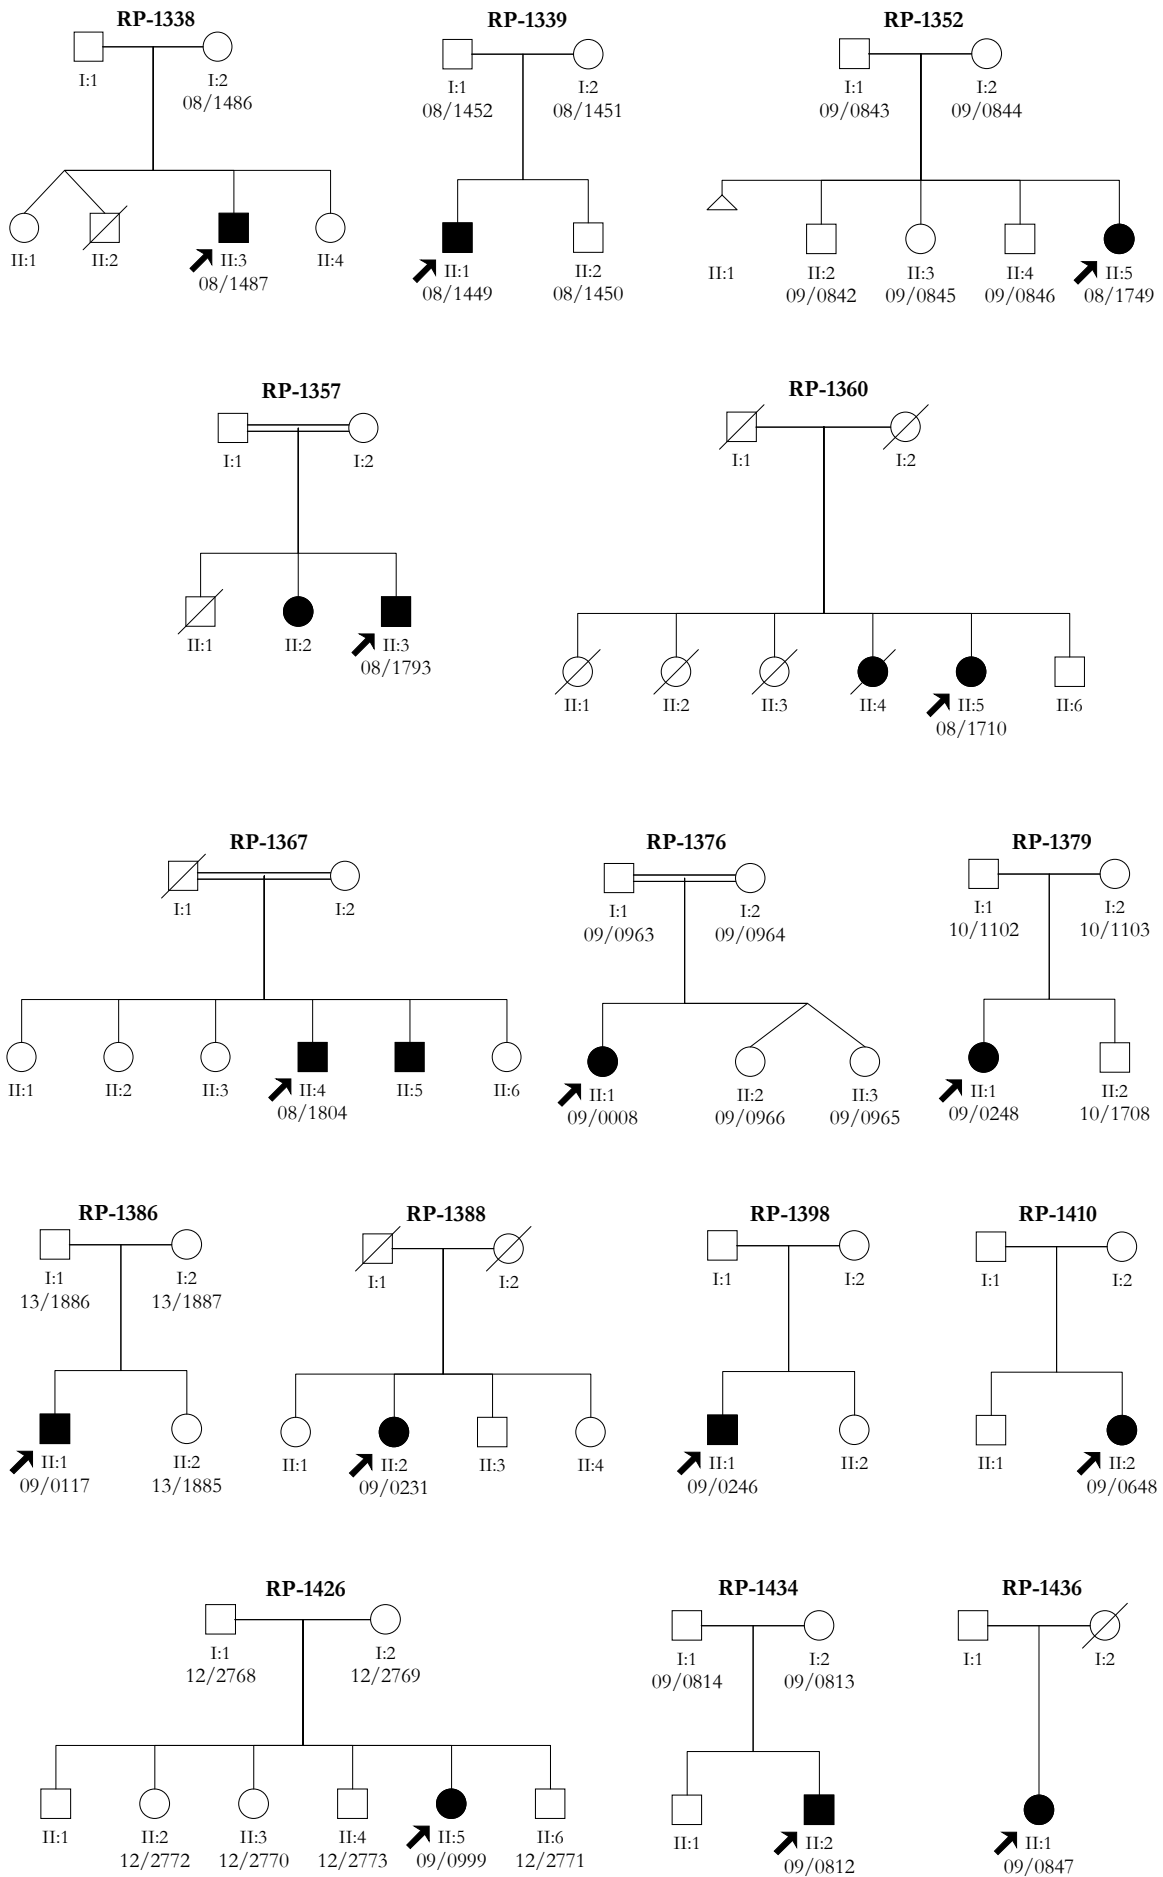 RP-1338
I:1
I:2
08/1486
II:1
II:2
II:3
08/1487
II:4
RP-1339
I:1
08/1452
I:2
08/1451
II:1
08/1449
II:2
08/1450
RP-1352
I:1
09/0843
I:2
09/0844
II:1
II:2
09/0842
II:3
09/0845
II:4
09/0846
II:5
08/1749
RP-1357
I:1
I:2
II:1
II:2
II:3
08/1793
RP-1360
I:1
I:2
II:1
II:2
II:3
II:4
II:5
08/1710
II:6
RP-1367
I:1
I:2
II:1
II:2
II:3
II:4
08/1804
II:5
II:6
RP-1376
I:1
09/0963
I:2
09/0964
II:1
09/0008
II:2
09/0966
II:3
09/0965
RP-1379
I:1
10/1102
I:2
10/1103
II:1
09/0248
II:2
10/1708
RP-1386
I:1
13/1886
I:2
13/1887
II:1
09/0117
II:2
13/1885
RP-1388
I:1
I:2
II:1
II:2
09/0231
II:3
II:4
RP-1398
I:1
I:2
II:1
09/0246
II:2
RP-1410
I:1
I:2
II:1
II:2
09/0648
RP-1426
I:1
12/2768
I:2
12/2769
II:1
II:2
12/2772
II:3
12/2770
II:4
12/2773
II:5
09/0999
II:6
12/2771
RP-1434
I:1
09/0814
I:2
09/0813
II:1
II:2
09/0812
RP-1436
I:1
I:2
II:1
09/0847